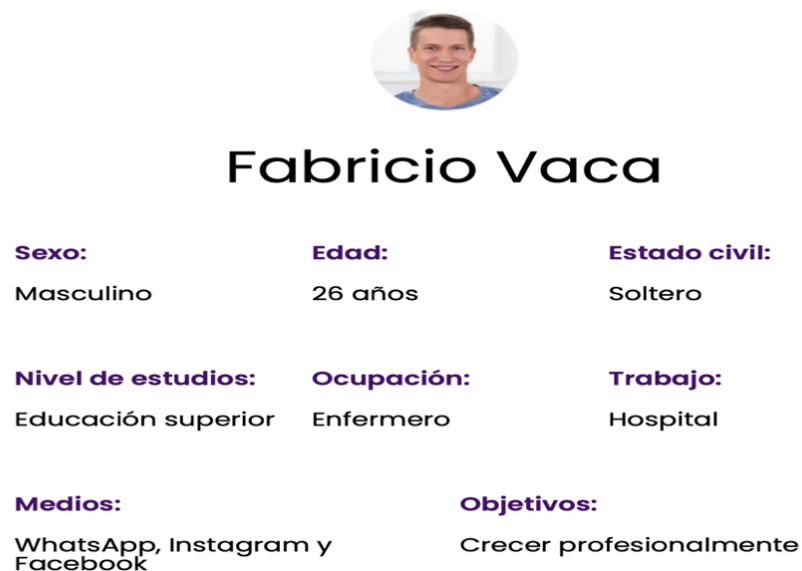 Fabricio Vaca
Sexo:
Masculino
Edad:
26 años
Estado civil:
Soltero
Nivel de estudios:
Educación superior
Ocupación:
Enfermero
Trabajo:
Hospital
Medios:
WhatsApp, Instagram y
Facebook
Objetivos:
Crecer profesionalmente